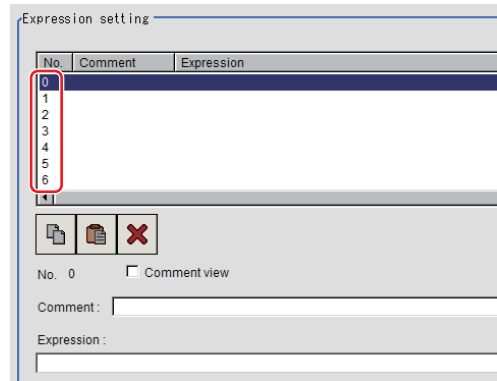 Expression setting
No. Comment Expression
0
1
2
3
4
5
6
No. 0 Comment view
Comment :
Expression :